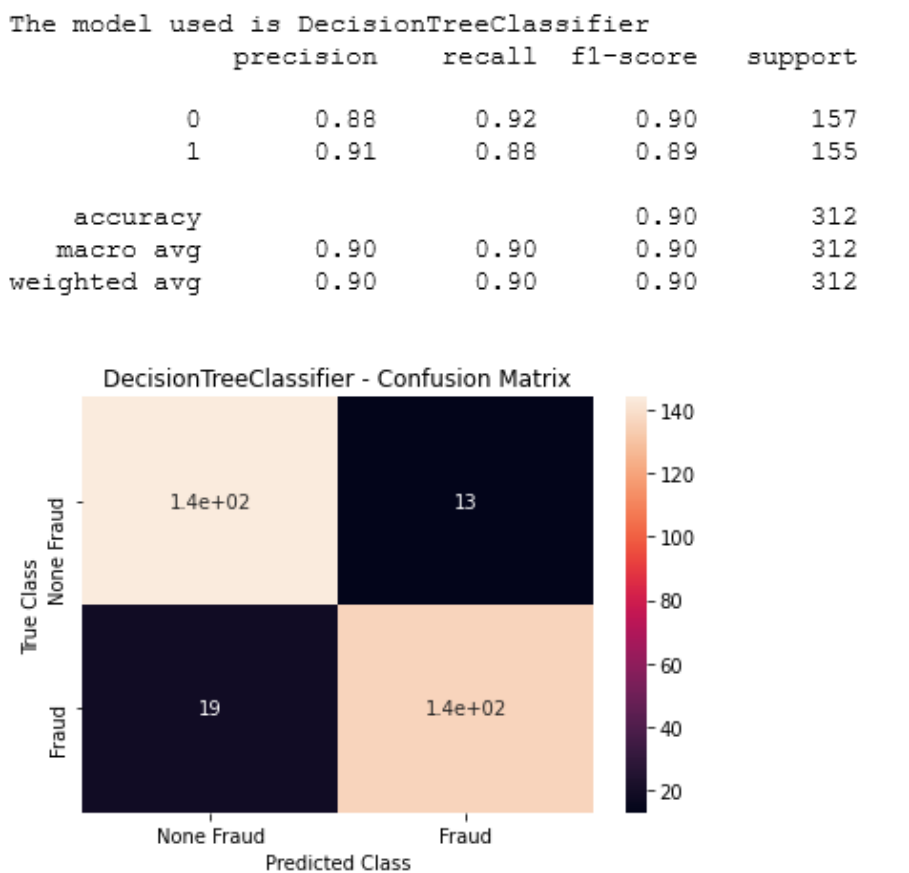 The model used is DecisionTreeClassifier
precision recall f1-score support
0 0.88 0.92 0.90 157
1 0.91 0.88 0.89 155
accuracy 0.90 312
macro avg 0.90 0.90 0.90 312
weighted avg 0.90 0.90 0.90 312
DecisionTreeClassifier - Confusion Matrix
True Class
None Fraud
Fraud
1.4e+02 13
19 1.4e+02
None Fraud Fraud
Predicted Class
140
120
100
80
60
40
20